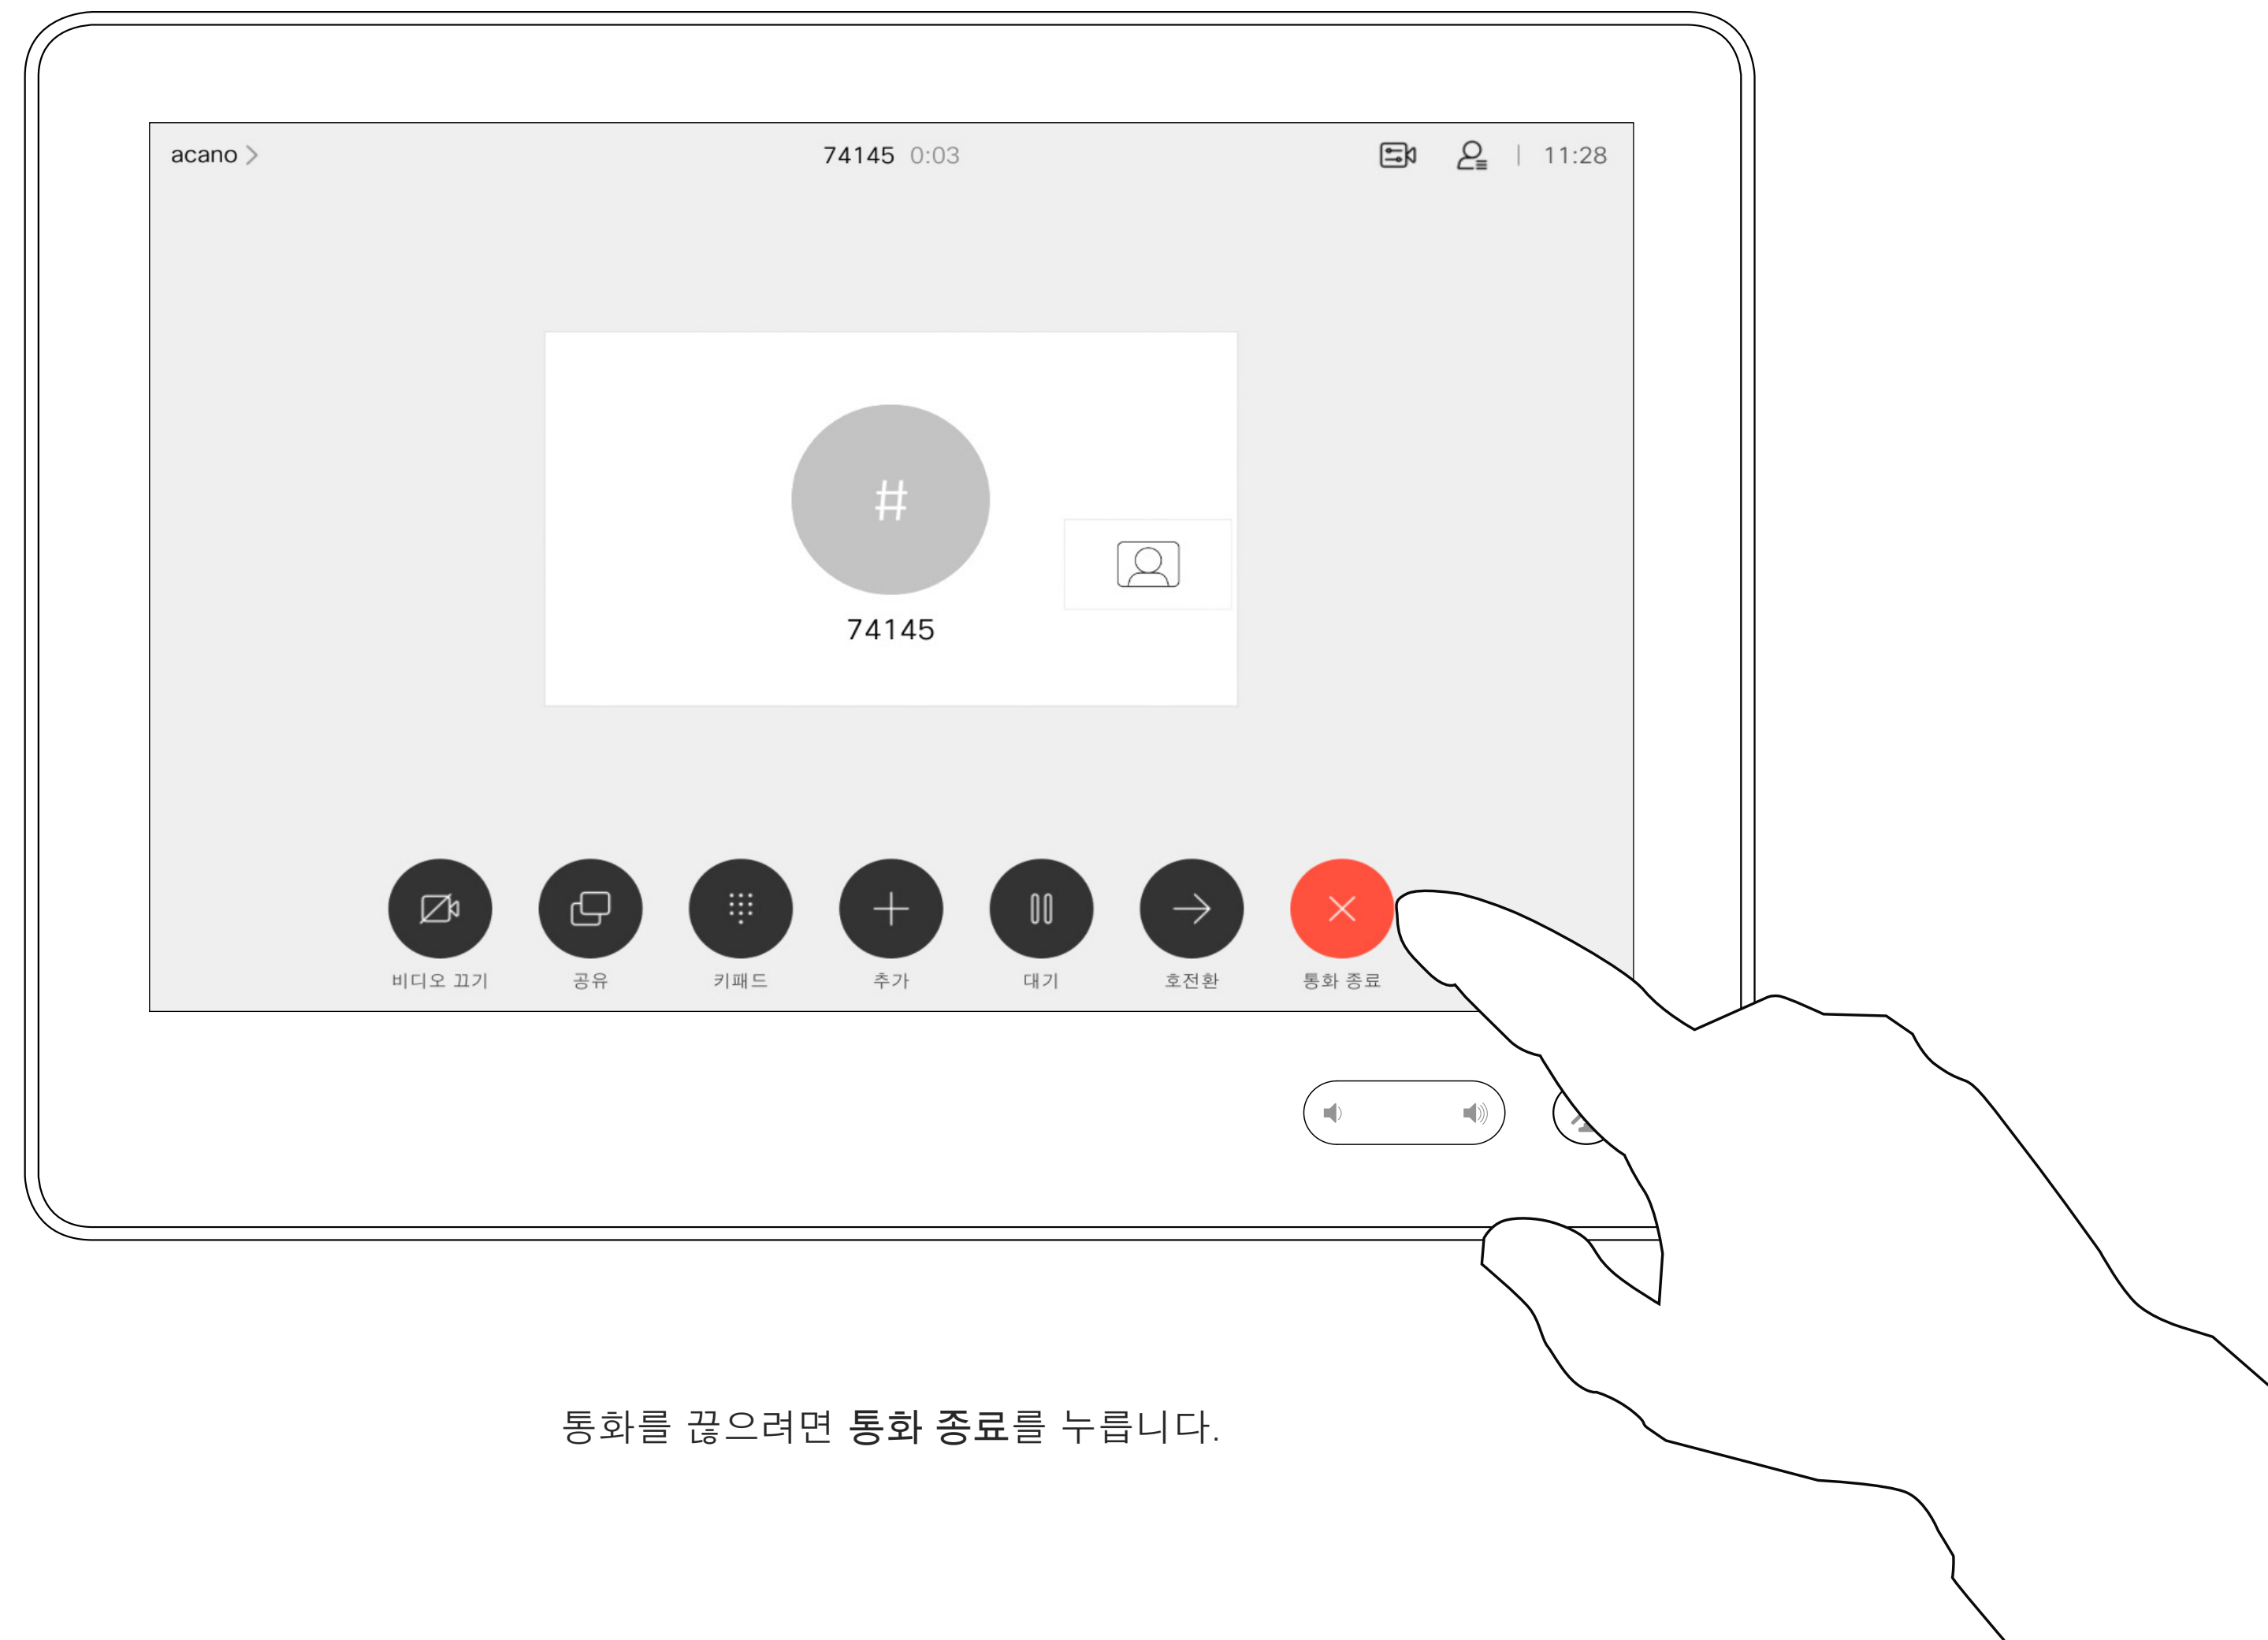 acano
74145 0:03
11:28
#
74145
비디오 끄기
공유
키패드
추가
대기
호전환
통화 종료
통화를 끊으려면 통화 종료를 누릅니다.